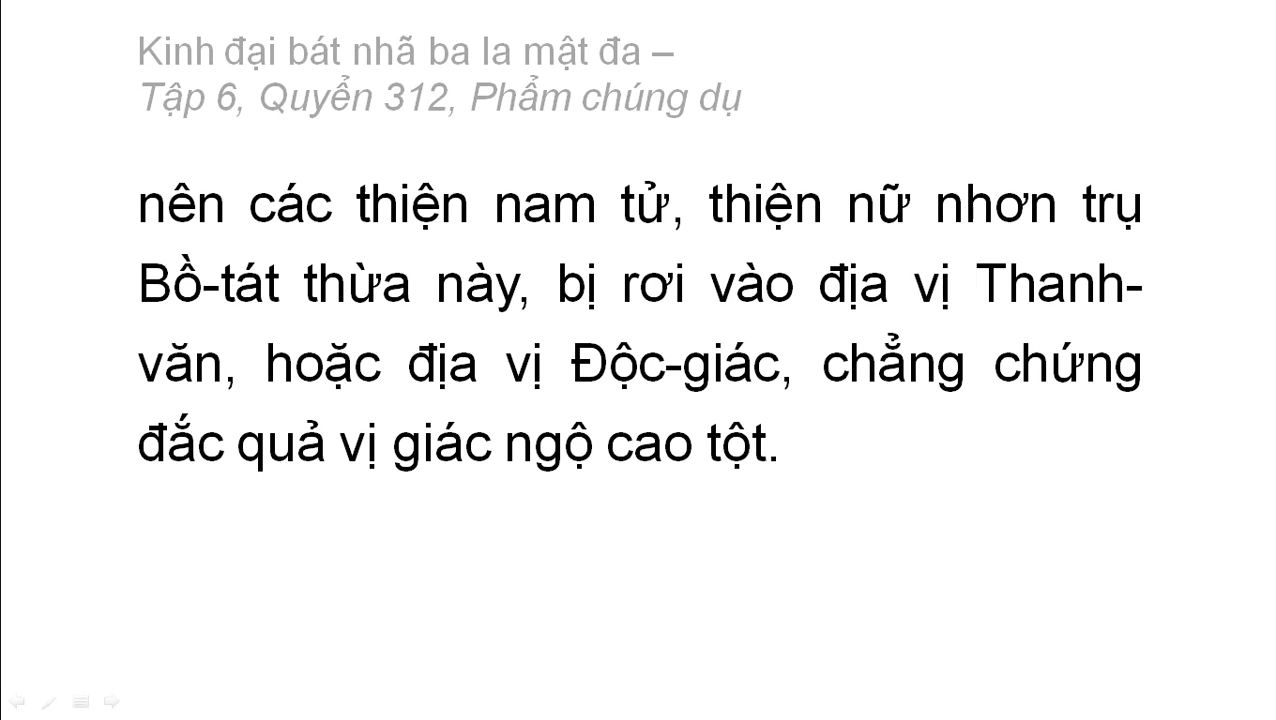 Kinh đại bát nhã ba la mật đa –
Tập 6, Quyển 312, Phẩm chúng dụ
nên các thiện nam tử, thiện nữ nhơn trụ
Bồ-tát thừa này, bị rơi vào địa vị Thanh-
văn, hoặc địa vị Độc-giác, chẳng chứng
đắc quả vị giác ngộ cao tột.